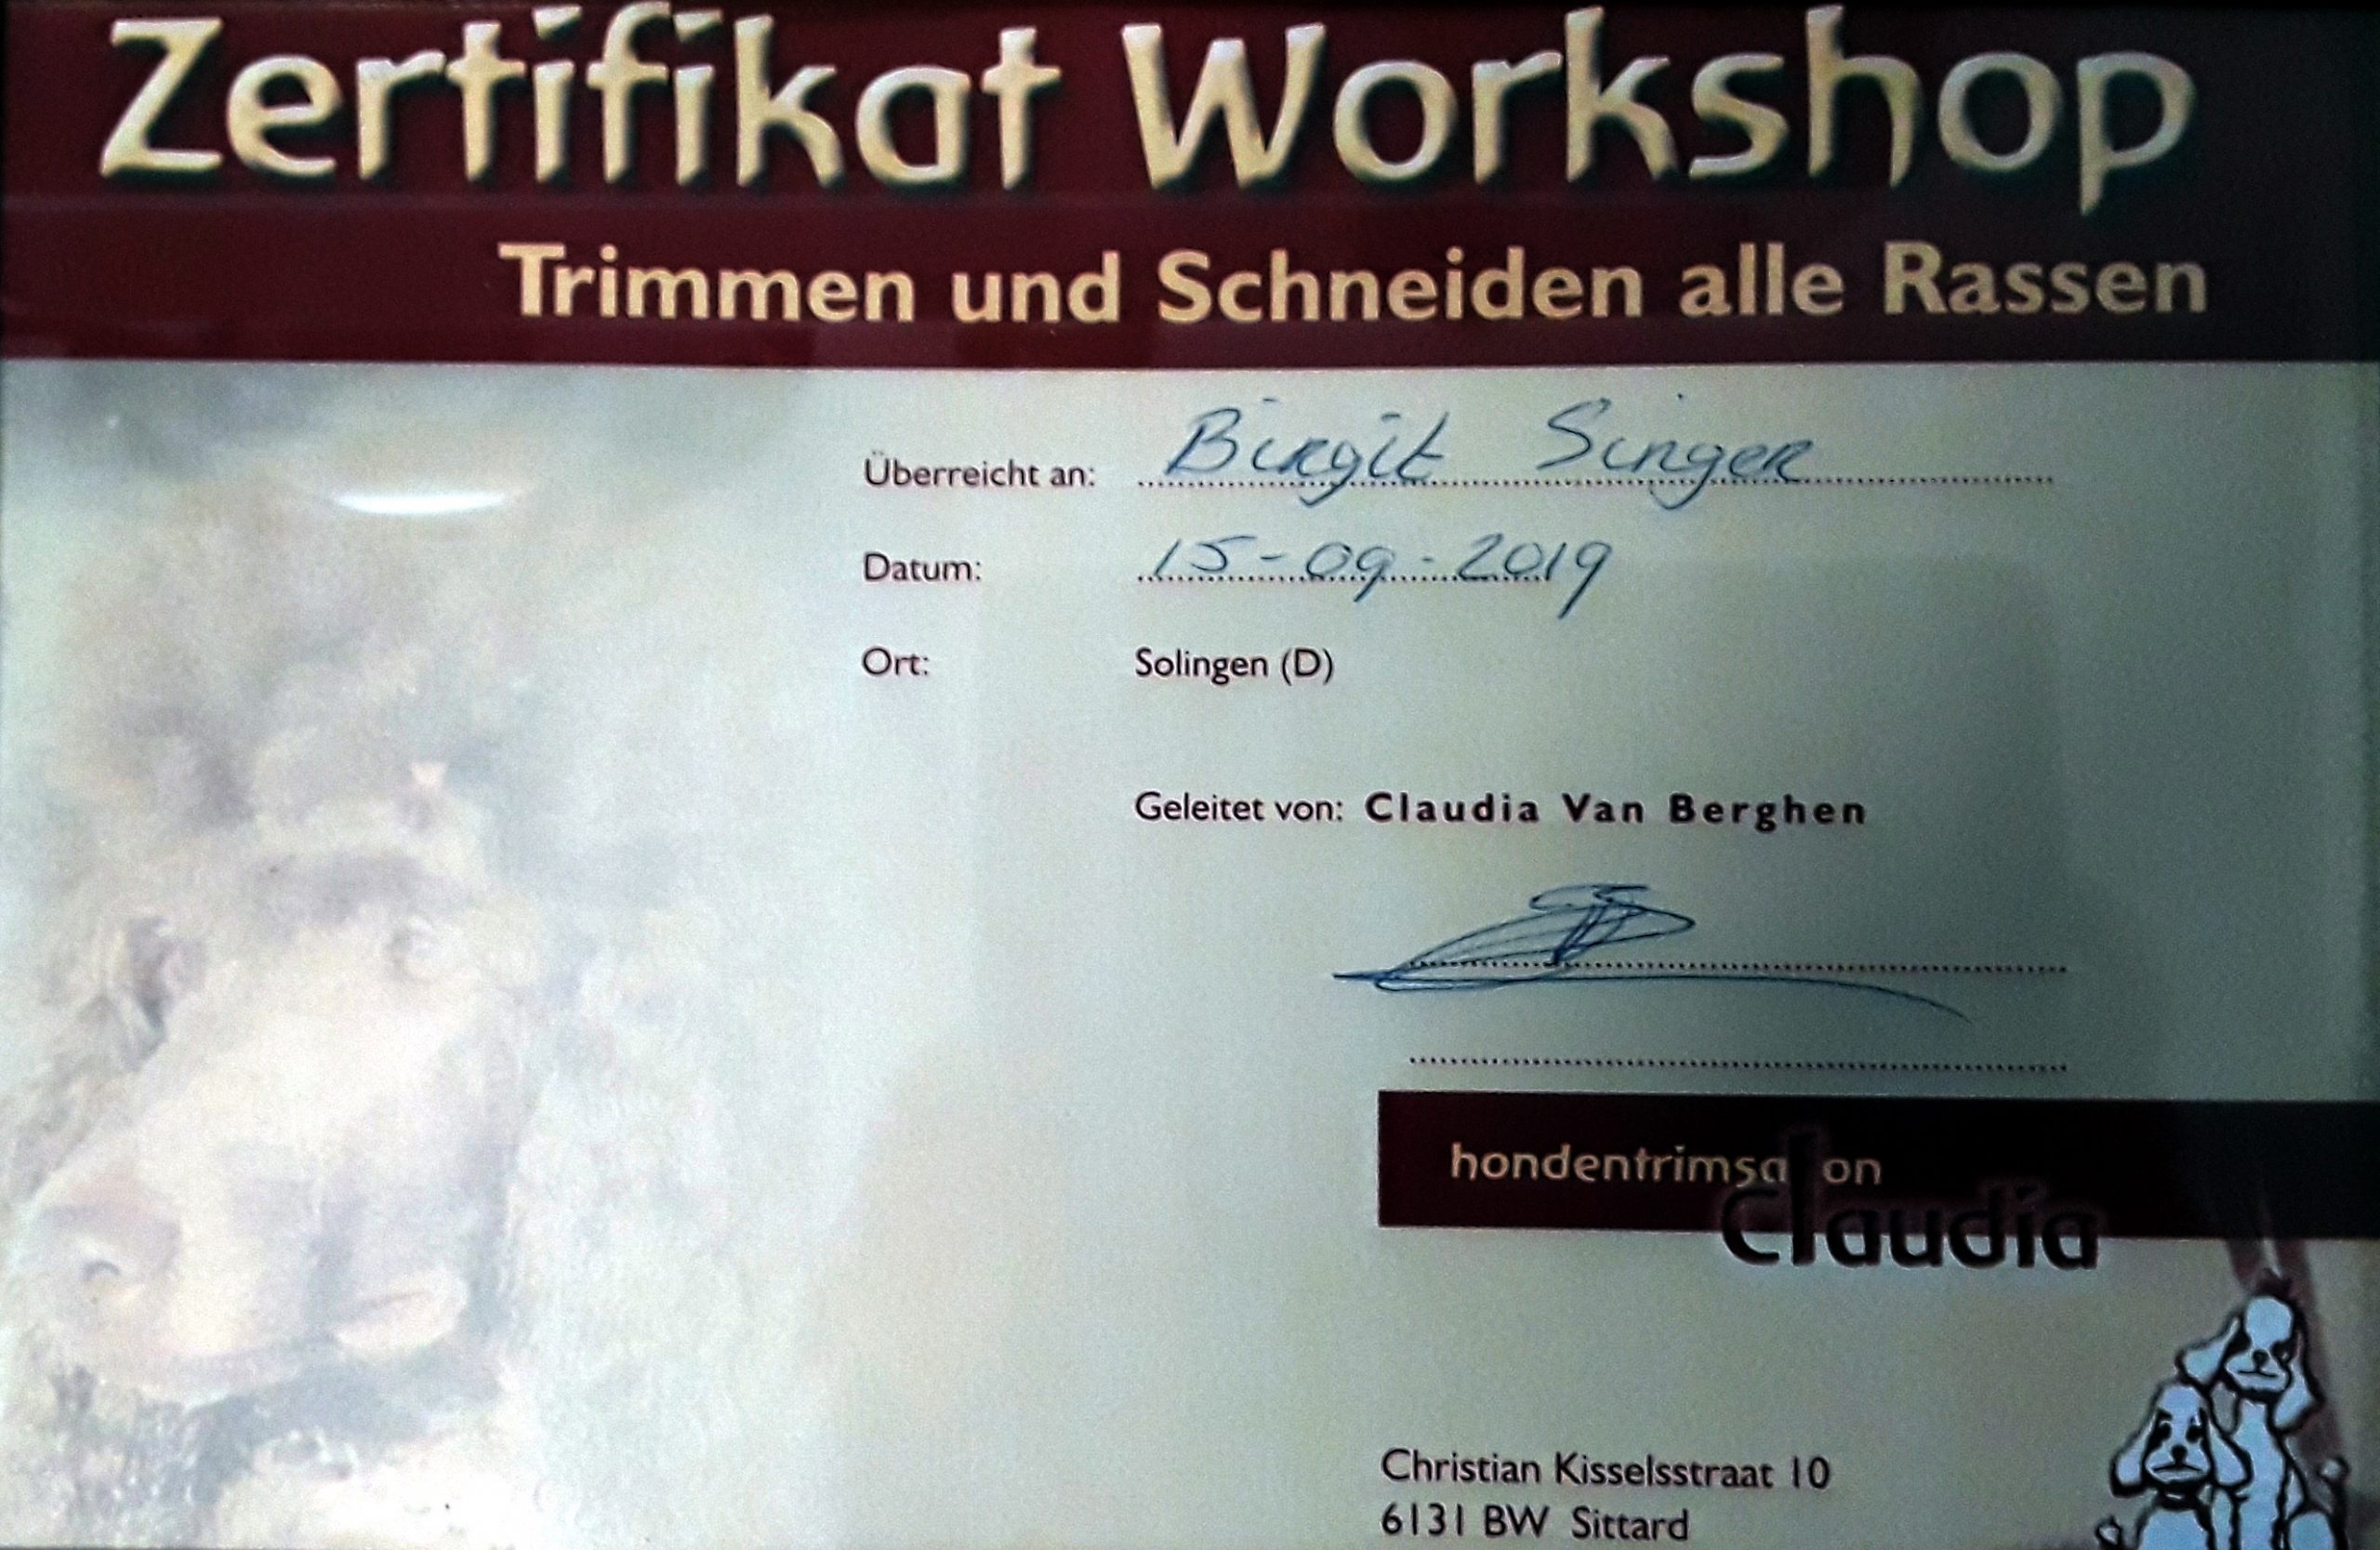 Zertifikat Workshop
Trimmen und Schneiden alle Rassen
Überreicht an: Birgit Singer
Datum: 15-09-2019
Ort: Solingen (D)
Geleitet von: Claudia Van Berghen
hondentrimsalon
Claudia
Christian Kisselsstraat 10
6131 BW Sittard